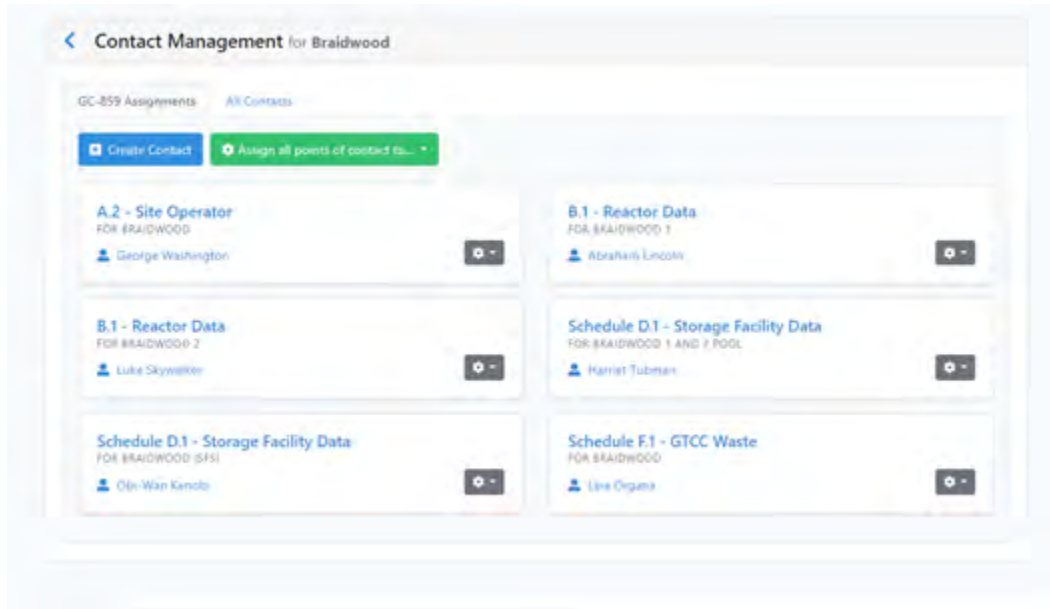 Contact Management for Braidwood
GC-859 Assignments All Contacts
Create Contact Assign all points of contact to...
A.2 - Site Operator
FOR BRAIDWOOD
George Washington
B.1 - Reactor Data
FOR BRAIDWOOD 1
Abraham Lincoln
B.1 - Reactor Data
FOR BRAIDWOOD 2
Luke Skywalker
Schedule D.1 - Storage Facility Data
FOR BRAIDWOOD 1 AND 2 POOL
Harriet Tubman
Schedule D.1 - Storage Facility Data
FOR BRAIDWOOD ISFSI
Obi-Wan Kenobi
Schedule F.1 - GTCC Waste
FOR BRAIDWOOD
Leia Organa